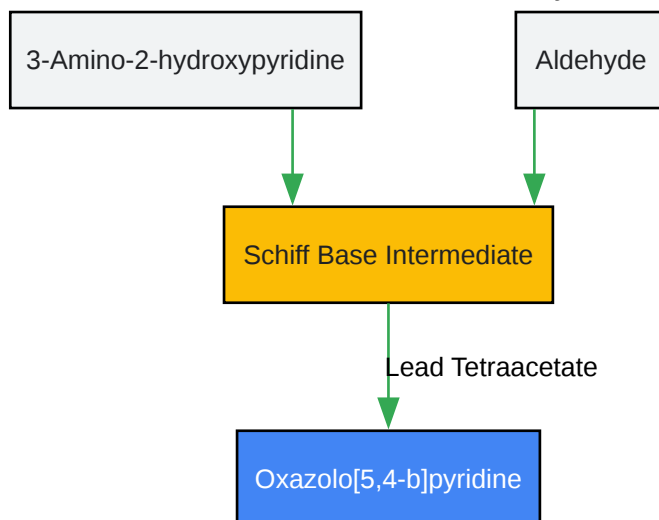 3-Amino-2-hydroxypyridine
Aldehyde
Schiff Base Intermediate
Lead Tetraacetate
Oxazolo[5,4-b]pyridine